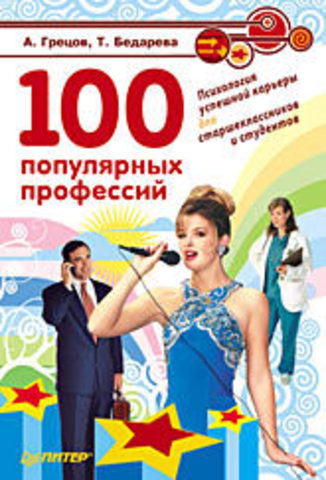 А. Грецов, Т. Бедарева
100
популярных
профессий
Психология
успешной карьеры
для
старшеклассников
и студентов
ПИТЕР